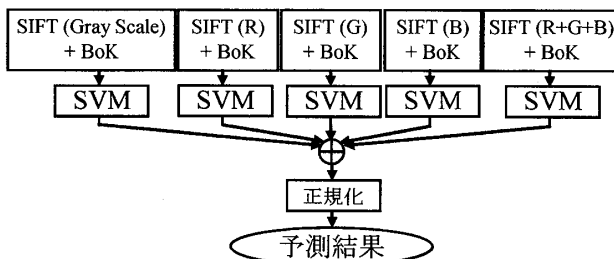 SIFT (Gray Scale)
+ BoK
SIFT (R)
+ BoK
SIFT (G)
+ BoK
SIFT (B)
+ BoK
SIFT (R+G+B)
+ BoK
SVM
SVM
SVM
SVM
SVM
正規化
予測結果